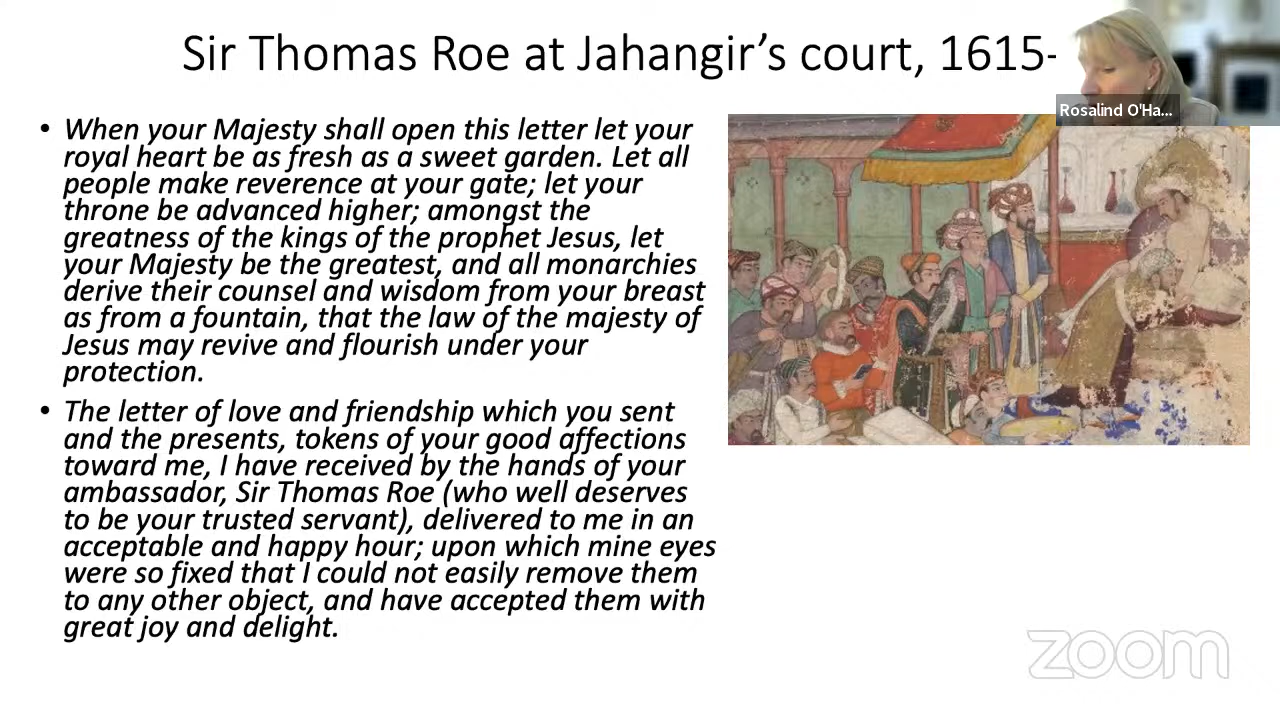 Sir Thomas Roe at Jahangir's court, 1615-
Rosalind O'Ha...
• When your Majesty shall open this letter let your
royal heart be as fresh as a sweet garden. Let all
people make reverence at your gate; let your
throne be advanced higher; amongst the
greatness of the kings of the prophet Jesus, let
your Majesty be the greatest, and all monarchies
derive their counsel and wisdom from your breast
as from a fountain, that the law of the majesty of
Jesus may revive and flourish under your
protection.
• The letter of love and friendship which you sent
and the presents, tokens of your good affections
toward me, I have received by the hands of your
ambassador, Sir Thomas Roe (who well deserves
to be your trusted servant), delivered to me in an
acceptable and happy hour; upon which mine eyes
were so fixed that I could not easily remove them
to any other object, and have accepted them with
great joy and delight.
zoom